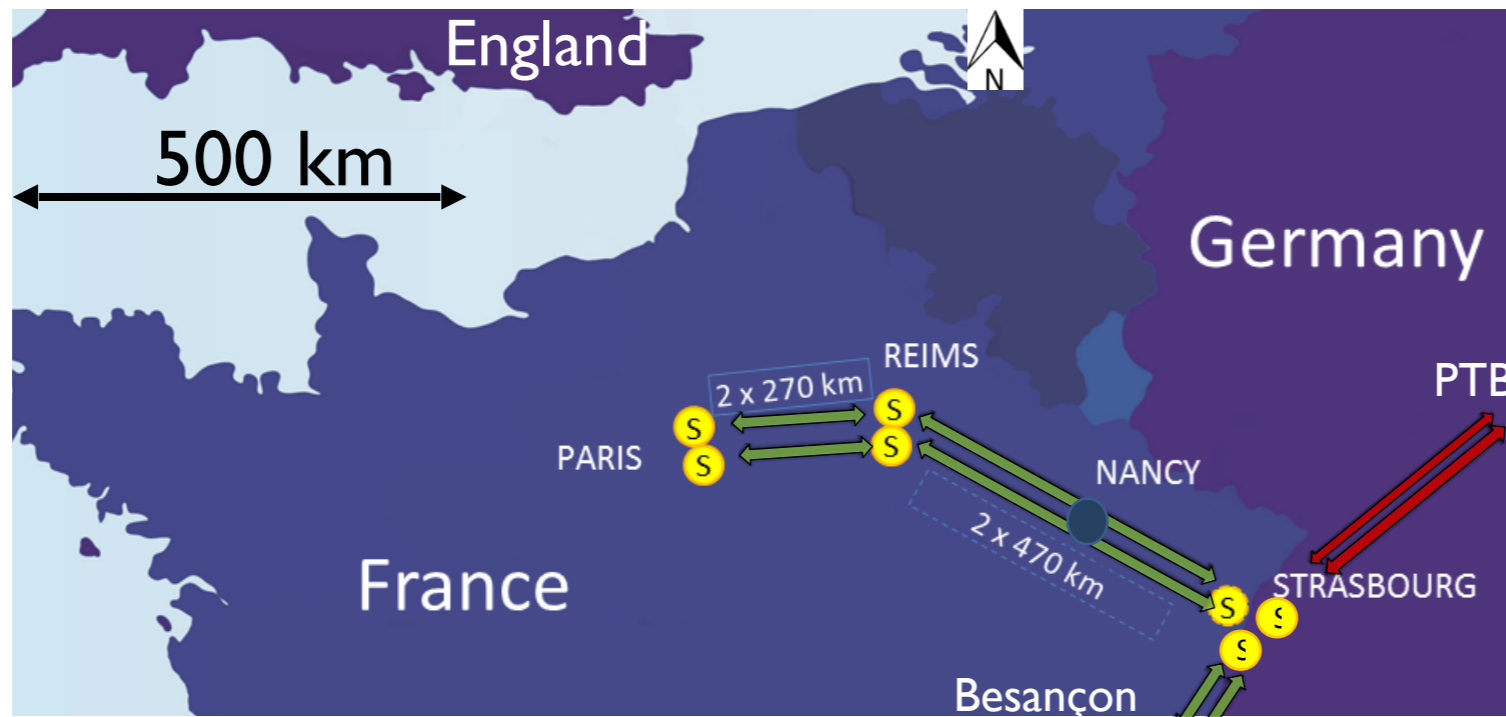 England
N
500 km
Germany
REIMS
2 x 270 km
PTB
S
S
S
S
PARIS
NANCY
2 x 470 km
France
STRASBOURG
S
S
S
Besançon